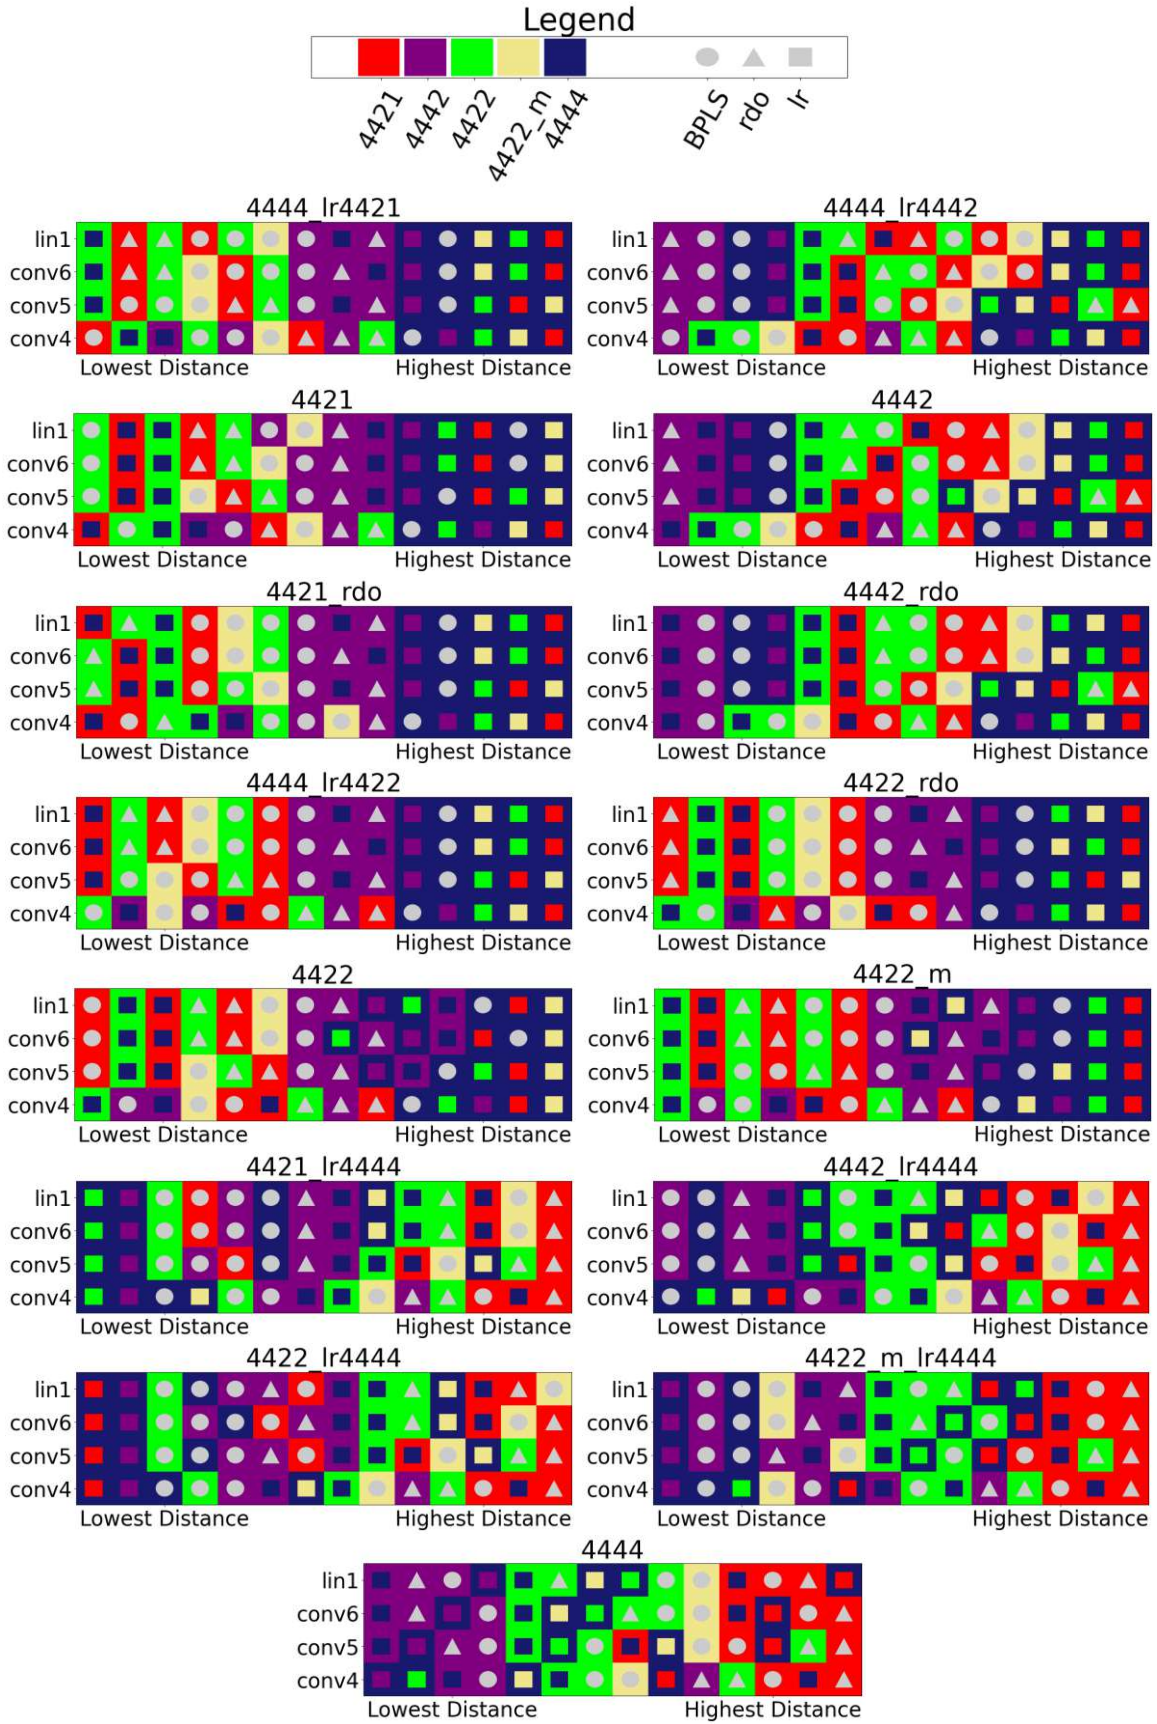 Legend
4421
4442
4422
4422_m
4444
BPLS
rdo
lr
4444_lr4421
lin1
conv6
conv5
conv4
Lowest Distance
Highest Distance
4444_lr4442
lin1
conv6
conv5
conv4
Lowest Distance
Highest Distance
4421
lin1
conv6
conv5
conv4
Lowest Distance
Highest Distance
4442
lin1
conv6
conv5
conv4
Lowest Distance
Highest Distance
4421_rdo
lin1
conv6
conv5
conv4
Lowest Distance
Highest Distance
4442_rdo
lin1
conv6
conv5
conv4
Lowest Distance
Highest Distance
4444_lr4422
lin1
conv6
conv5
conv4
Lowest Distance
Highest Distance
4422_rdo
lin1
conv6
conv5
conv4
Lowest Distance
Highest Distance
4422
lin1
conv6
conv5
conv4
Lowest Distance
Highest Distance
4422_m
lin1
conv6
conv5
conv4
Lowest Distance
Highest Distance
4421_lr4444
lin1
conv6
conv5
conv4
Lowest Distance
Highest Distance
4442_lr4444
lin1
conv6
conv5
conv4
Lowest Distance
Highest Distance
4422_lr4444
lin1
conv6
conv5
conv4
Lowest Distance
Highest Distance
4422_m_lr4444
lin1
conv6
conv5
conv4
Lowest Distance
Highest Distance
4444
lin1
conv6
conv5
conv4
Lowest Distance
Highest Distance